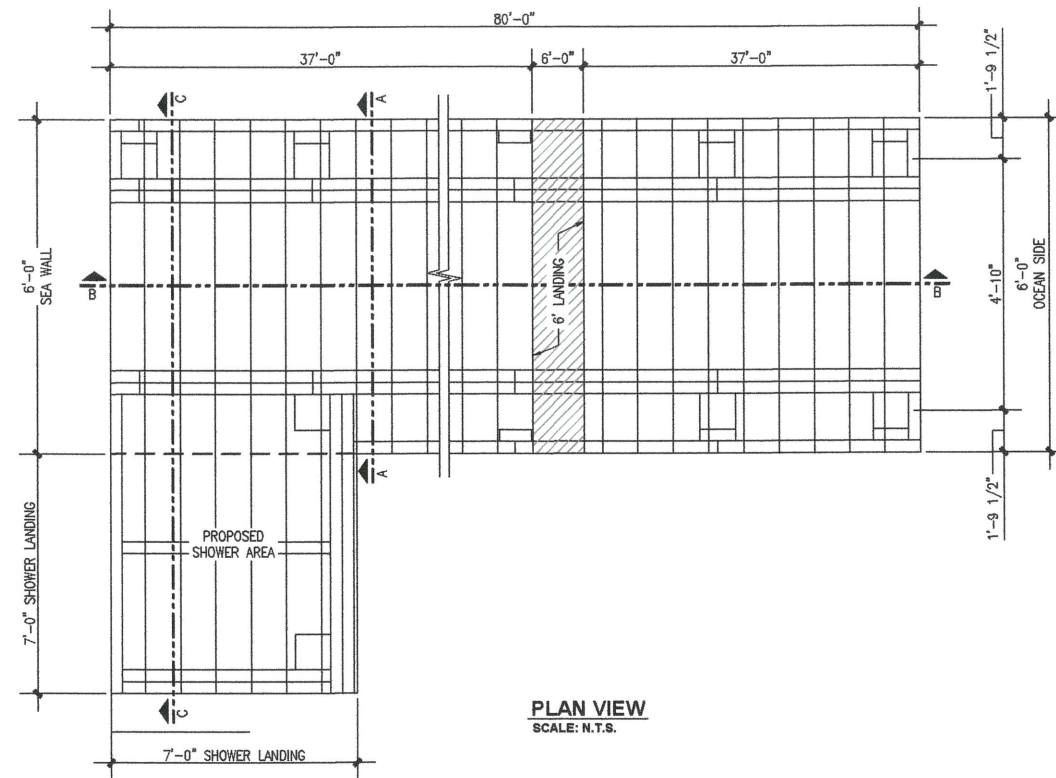 80'-0"
37'-0"
6'-0"
37'-0"
1'-9 1/2"
C
A
6'-0"
SEA WALL
B
6' LANDING
B
4'-10"
6'-0"
OCEAN SIDE
A
1'-9 1/2"
7'-0" SHOWER LANDING
PROPOSED
SHOWER AREA
C
7'-0" SHOWER LANDING
PLAN VIEW
SCALE: N.T.S.